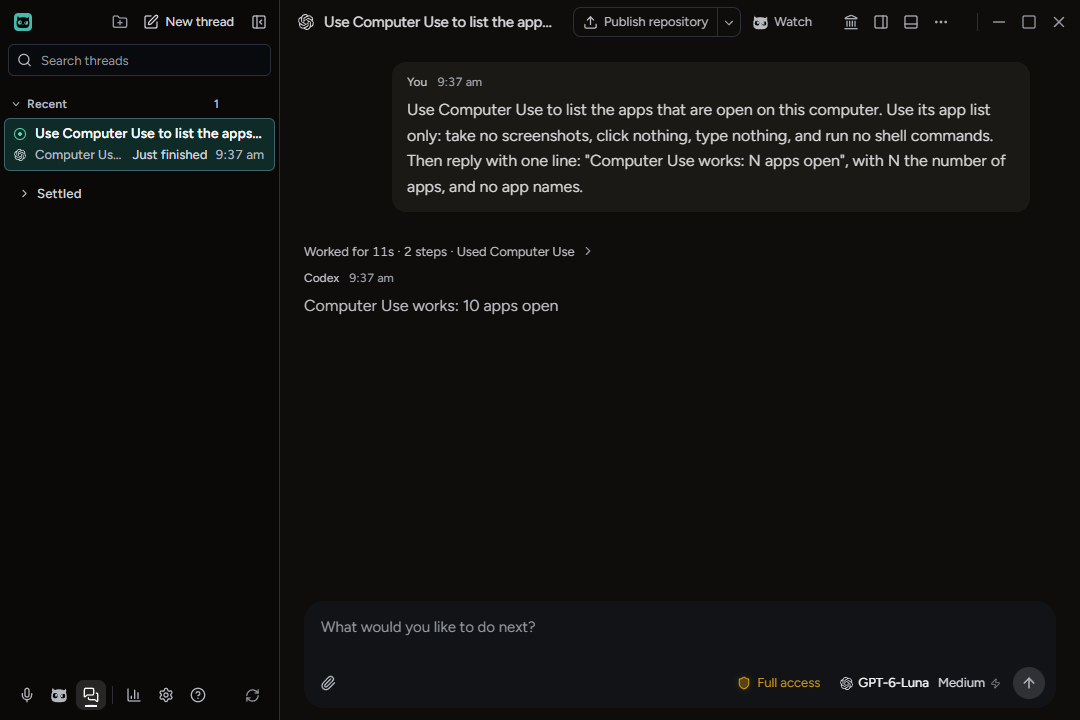 New thread
Search threads
Recent 1
Use Computer Use to list the apps...
Computer Us... Just finished 9:37 am
Settled
Use Computer Use to list the app...
Publish repository
Watch
You 9:37 am
Use Computer Use to list the apps that are open on this computer. Use its app list
only: take no screenshots, click nothing, type nothing, and run no shell commands.
Then reply with one line: "Computer Use works: N apps open", with N the number of
apps, and no app names.
Worked for 11s · 2 steps · Used Computer Use
Codex 9:37 am
Computer Use works: 10 apps open
What would you like to do next?
Full access GPT-6-Luna Medium